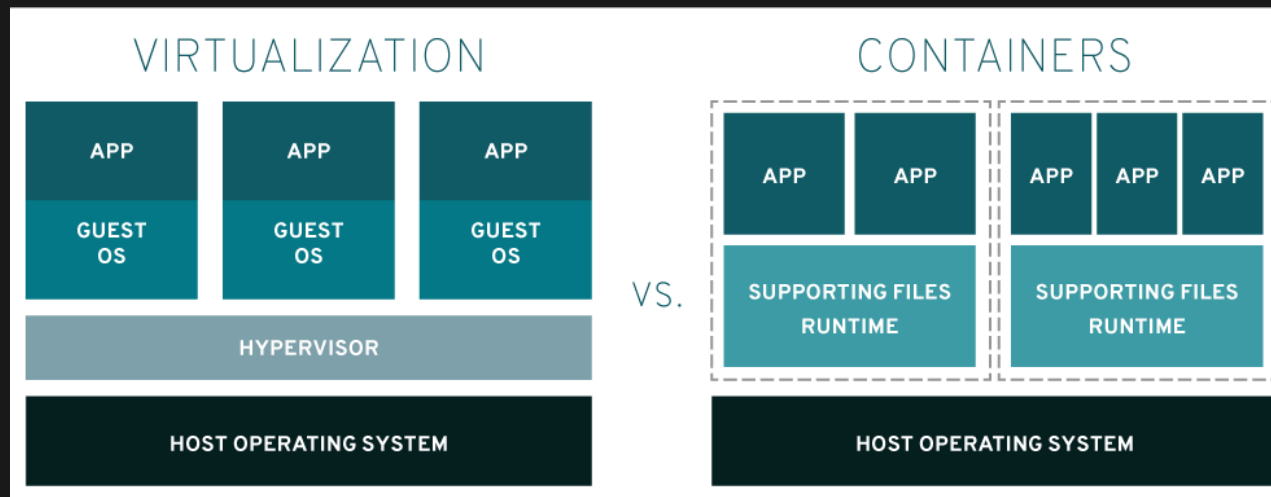 VIRTUALIZATION
APP
APP
APP
GUEST
OS
GUEST
OS
GUEST
OS
HYPERVISOR
HOST OPERATING SYSTEM
VS.
CONTAINERS
APP
APP
APP
APP
APP
SUPPORTING FILES
RUNTIME
SUPPORTING FILES
RUNTIME
HOST OPERATING SYSTEM